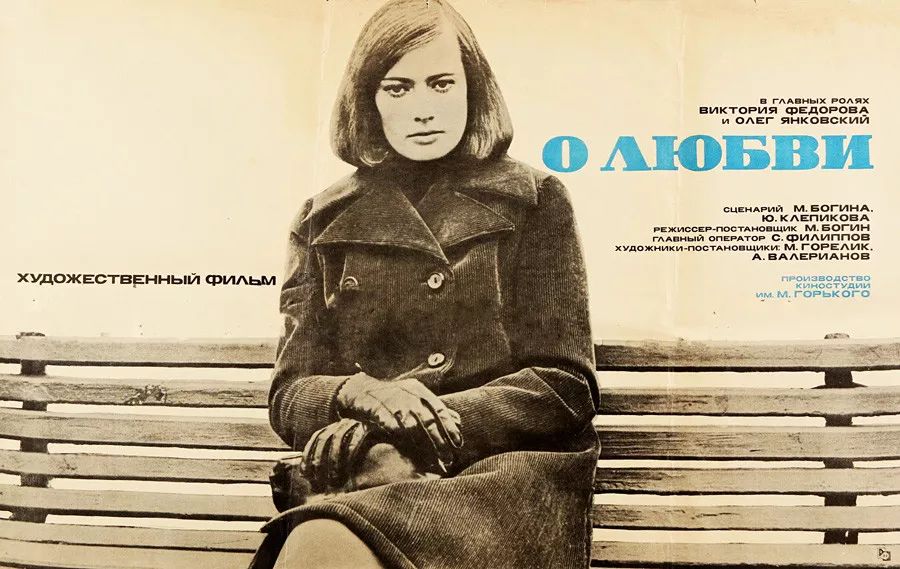 В ГЛАВНЫХ РОЛЯХ
ВИКТОРИЯ ФЕДОРОВА
И ОЛЕГ ЯНКОВСКИЙ
О ЛЮБВИ
СЦЕНАРИЙ М. БОГИНА,
Ю. КЛЕПИКОВА
РЕЖИССЕР-ПОСТАНОВЩИК М. БОГИН
ГЛАВНЫЙ ОПЕРАТОР С. ФИЛИППОВ
ХУДОЖНИКИ-ПОСТАНОВЩИКИ: М. ГОРЕЛИК,
А. ВАЛЕРИАНОВ
ХУДОЖЕСТВЕННЫЙ ФИЛЬМ
ПРОИЗВОДСТВО
КИНОСТУДИИ
ИМ. М. ГОРЬКОГО